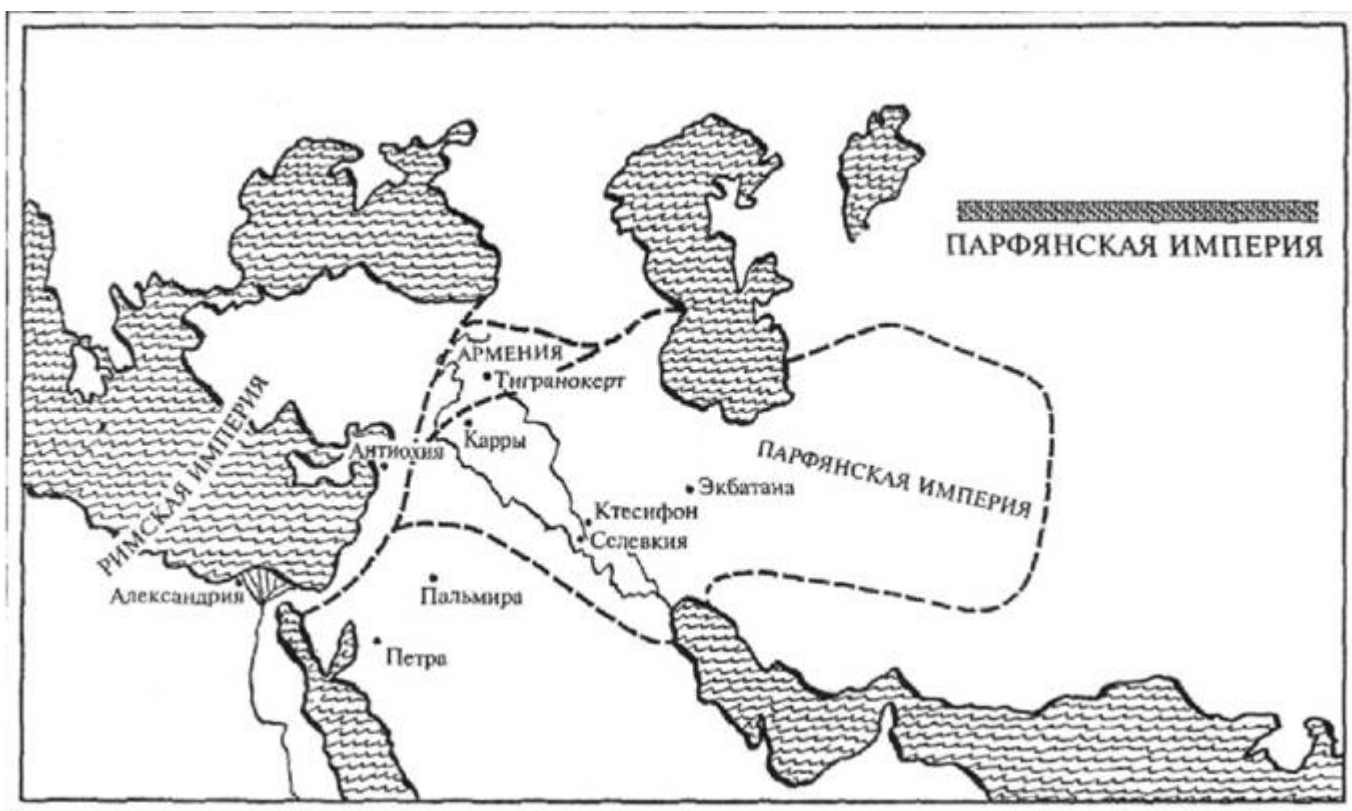 ПАРФЯНСКАЯ ИМПЕРИЯ
АРМЕНИЯ
Тигранокерт
РИМСКАЯ ИМПЕРИЯ
Карры
Антиохия
ПАРФЯНСКАЯ ИМПЕРИЯ
Экбатана
Ктесифон
Селевкия
Александрия
Пальмира
Петра